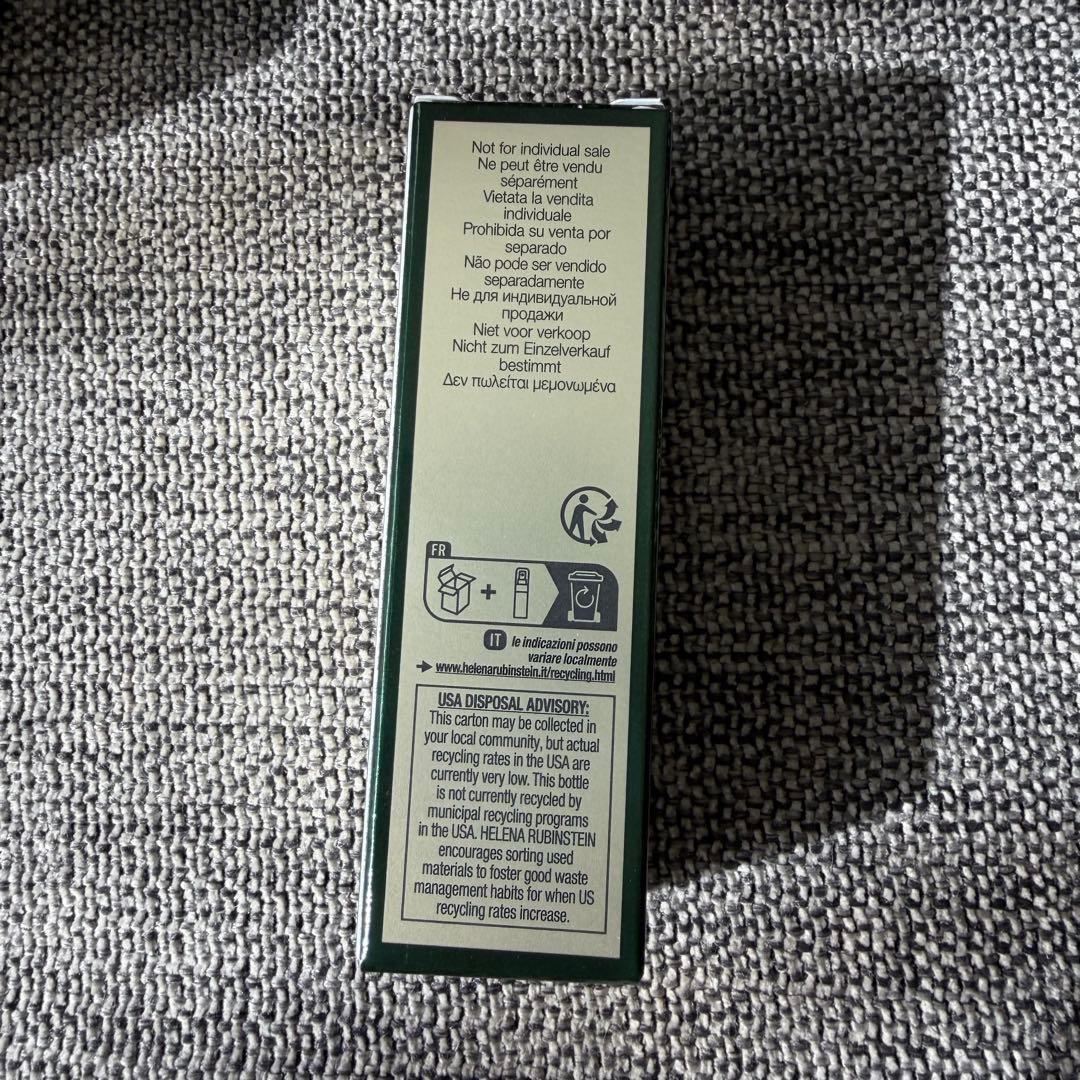 Not for individual sale
Ne peut être vendu
séparément
Vietata la vendita
individuale
Prohibida su venta por
separado
Não pode ser vendido
separadamente
Не для индивидуальной
продажи
Niet voor verkoop
Nicht zum Einzelverkauf
bestimmt
Δεν πωλείται μεμονωμένα
FR
+
IT le indicazioni possono
variare localmente
www.helenarubinstein.it/recycling.html
USA DISPOSAL ADVISORY:
This carton may be collected in
your local community, but actual
recycling rates in the USA are
currently very low. This bottle
is not currently recycled by
municipal recycling programs
in the USA. HELENA RUBINSTEIN
encourages sorting used
materials to foster good waste
management habits for when US
recycling rates increase.